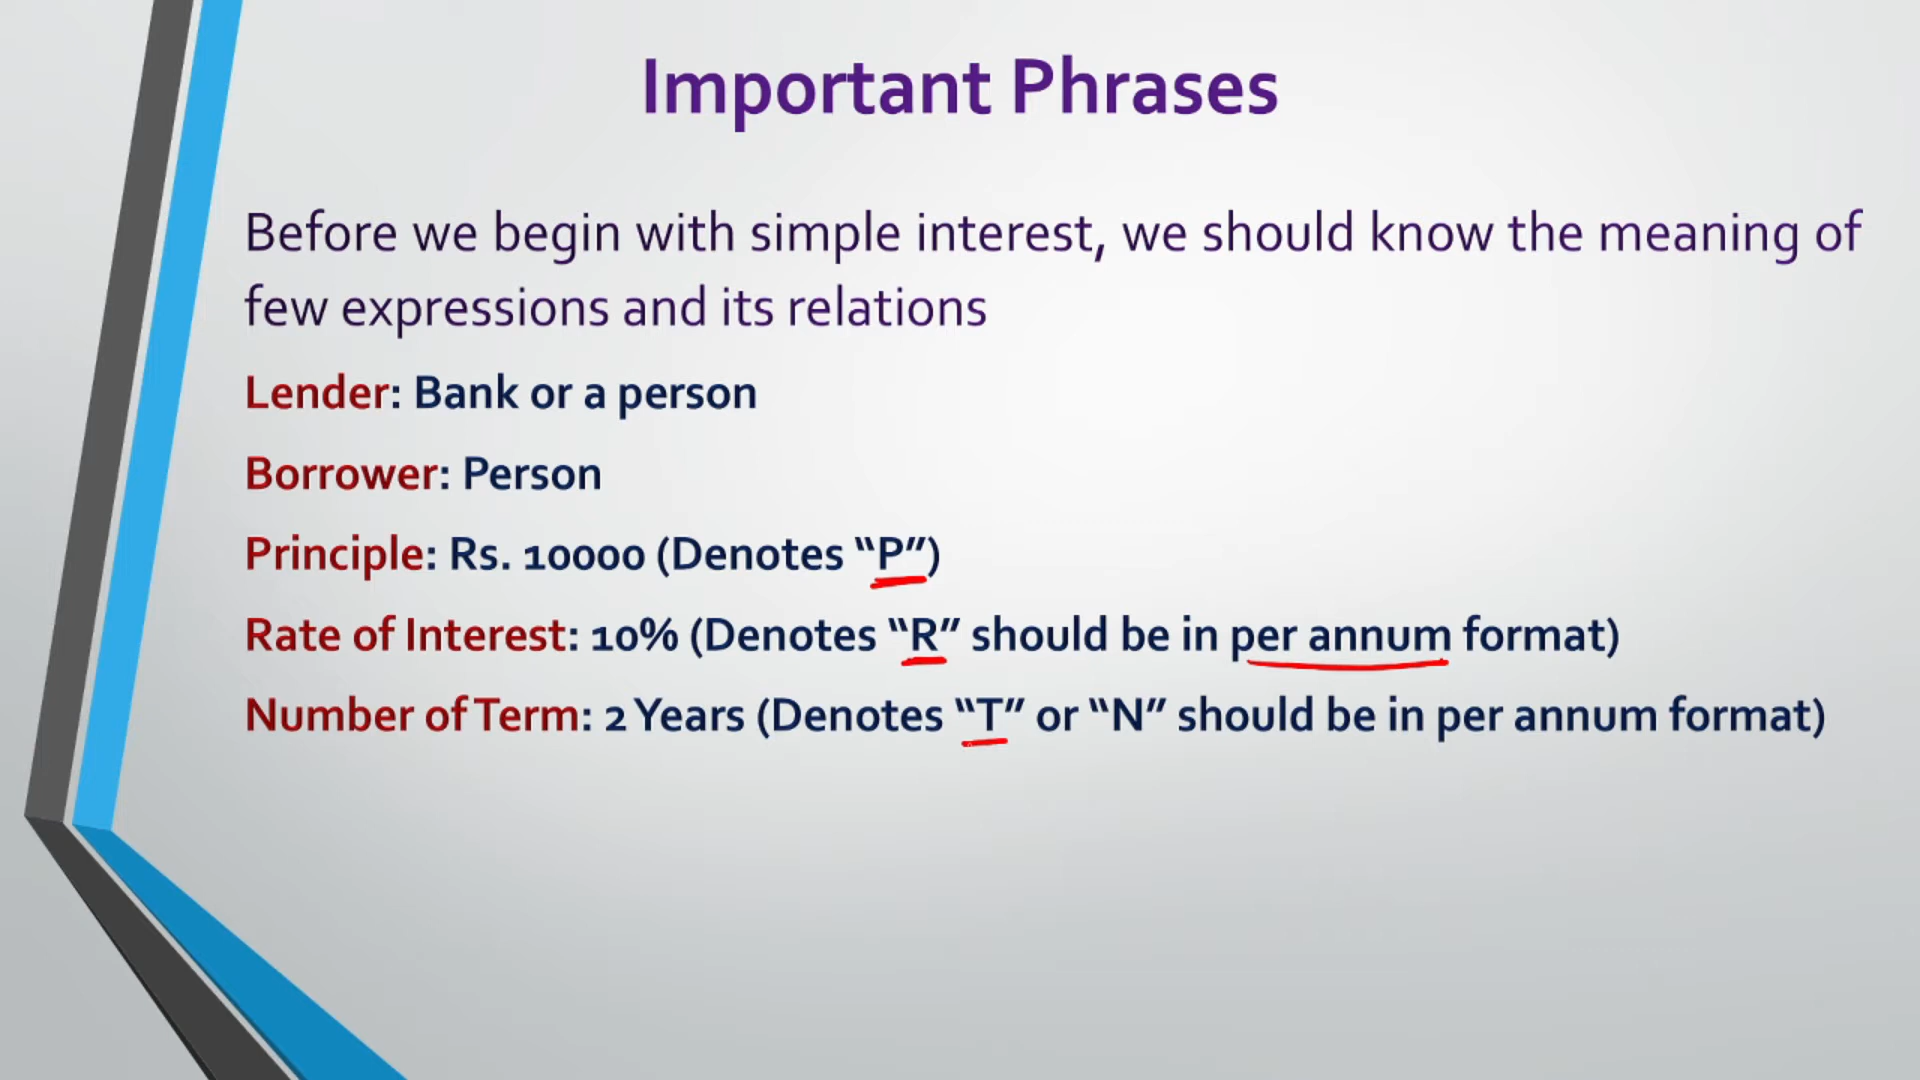 Important Phrases
Before we begin with simple interest, we should know the meaning of
few expressions and its relations
Lender: Bank or a person
Borrower: Person
Principle: Rs. 10000 (Denotes “P”)
Rate of Interest: 10% (Denotes “R” should be in per annum format)
Number of Term: 2 Years (Denotes “T” or “N” should be in per annum format)